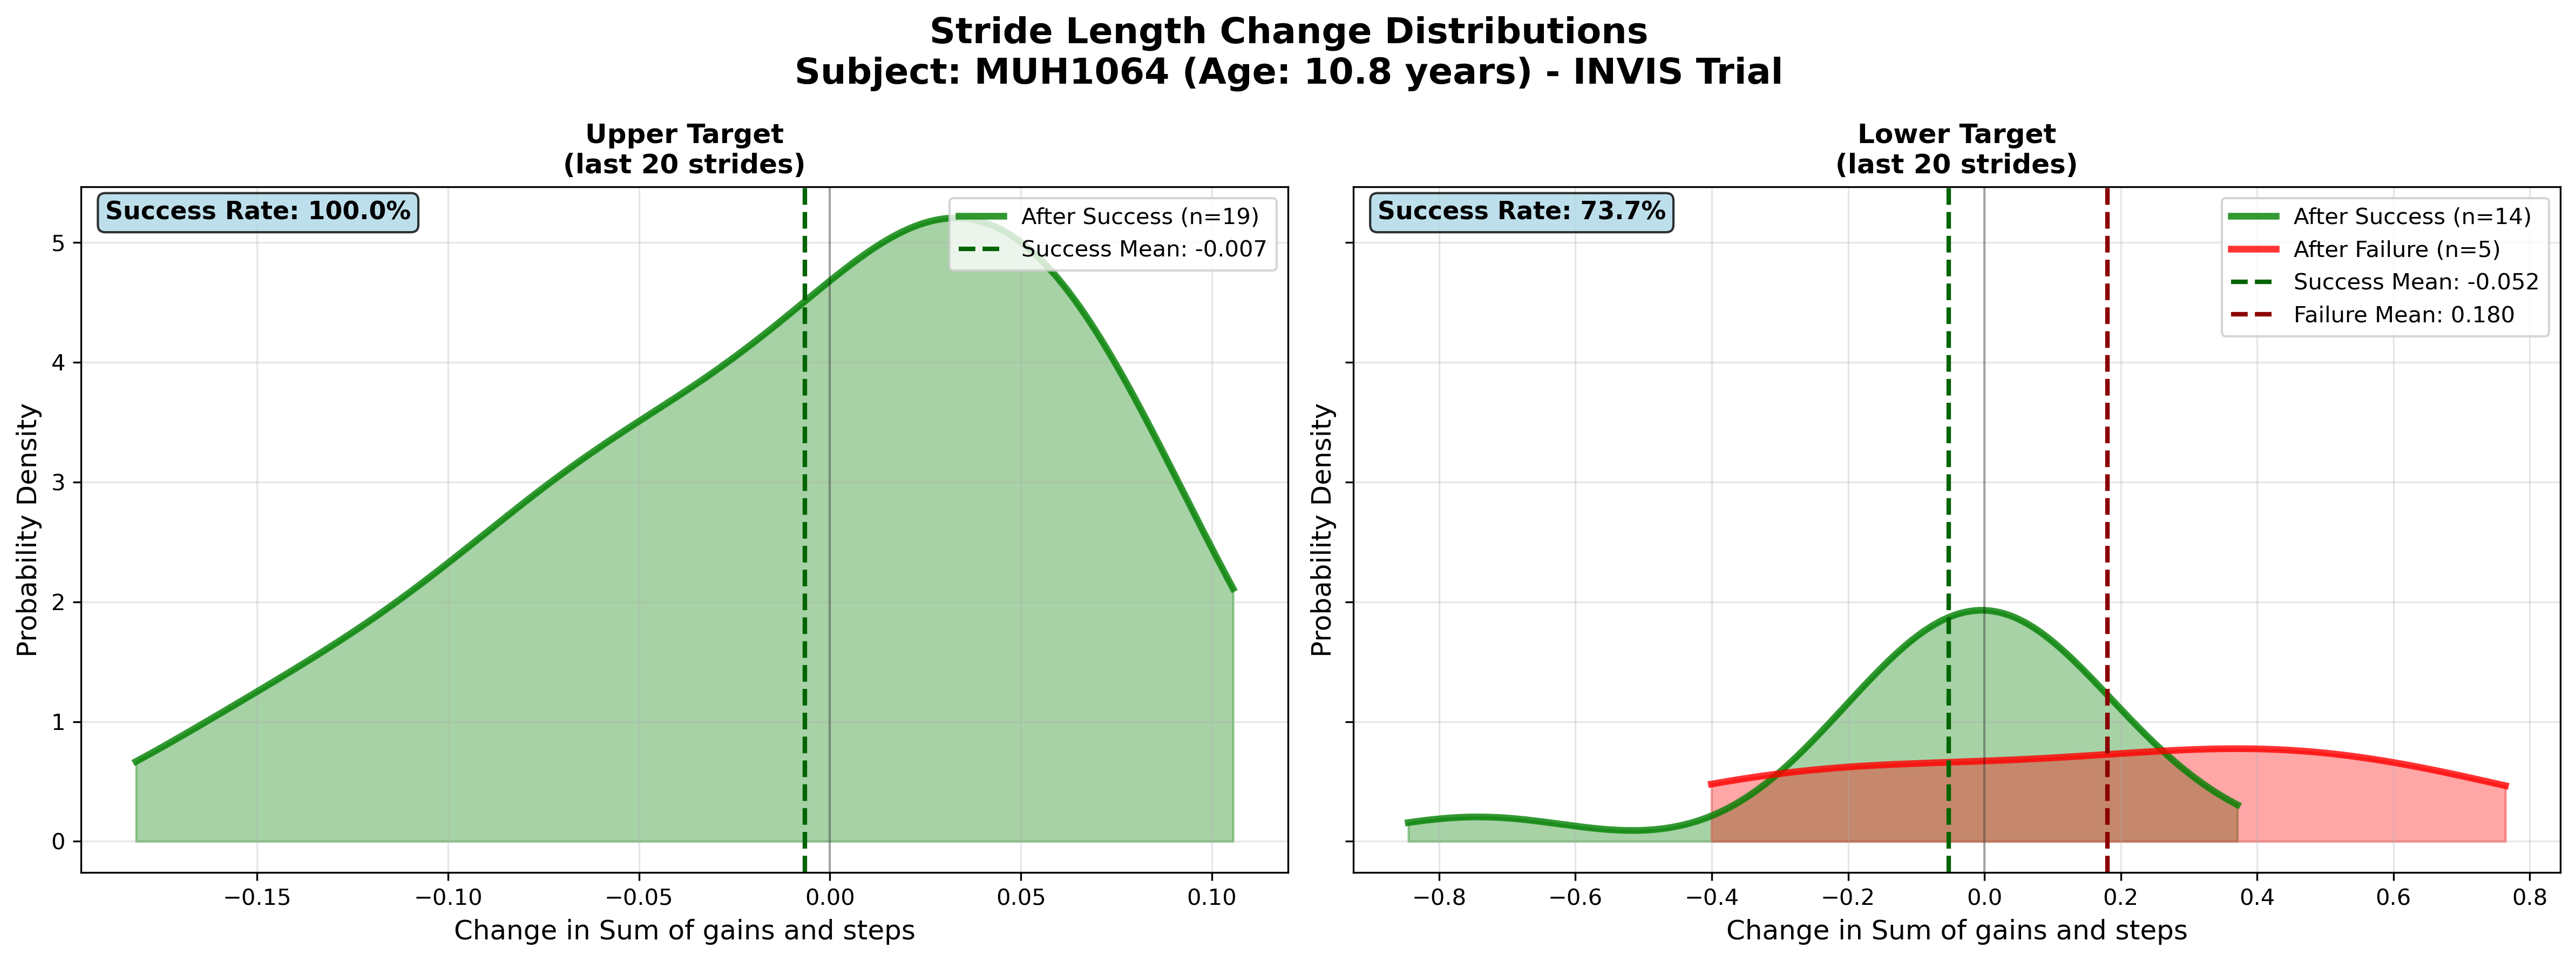 Stride Length Change Distributions
Subject: MUH1064 (Age: 10.8 years) - INVIS Trial
Upper Target
(last 20 strides)
Success Rate: 100.0%
After Success (n=19)
Success Mean: -0.007
Probability Density
5
4
3
2
1
0
−0.15
−0.10
−0.05
0.00
0.05
0.10
Change in Sum of gains and steps
Lower Target
(last 20 strides)
Success Rate: 73.7%
After Success (n=14)
After Failure (n=5)
Success Mean: -0.052
Failure Mean: 0.180
Probability Density
−0.8
−0.6
−0.4
−0.2
0.0
0.2
0.4
0.6
0.8
Change in Sum of gains and steps